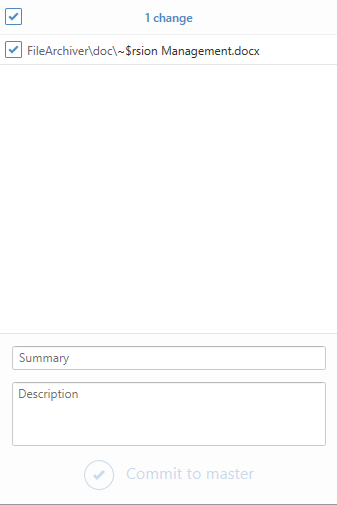 1 change
FileArchiver\doc\~$rsion Management.docx
Summary
Description
Commit to master